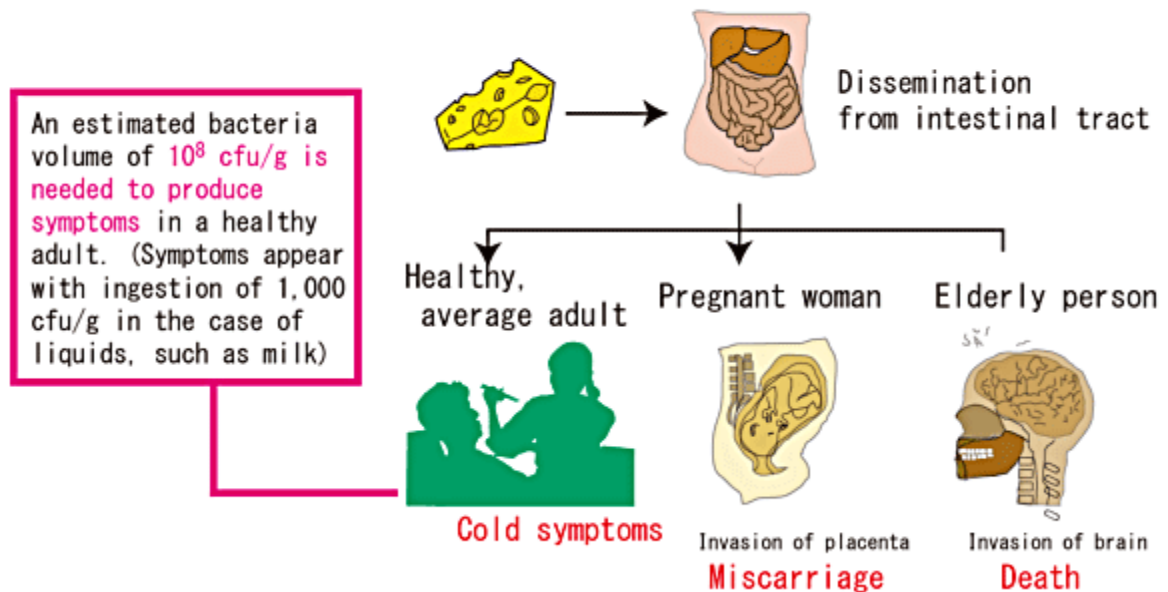 Dissemination
from intestinal tract
An estimated bacteria
volume of 10⁸ cfu/g is
needed to produce
symptoms in a healthy
adult. (Symptoms appear
with ingestion of 1,000
cfu/g in the case of
liquids, such as milk)
Healthy,
average adult
Pregnant woman
Elderly person
Cold symptoms
Invasion of placenta
Miscarriage
Invasion of brain
Death